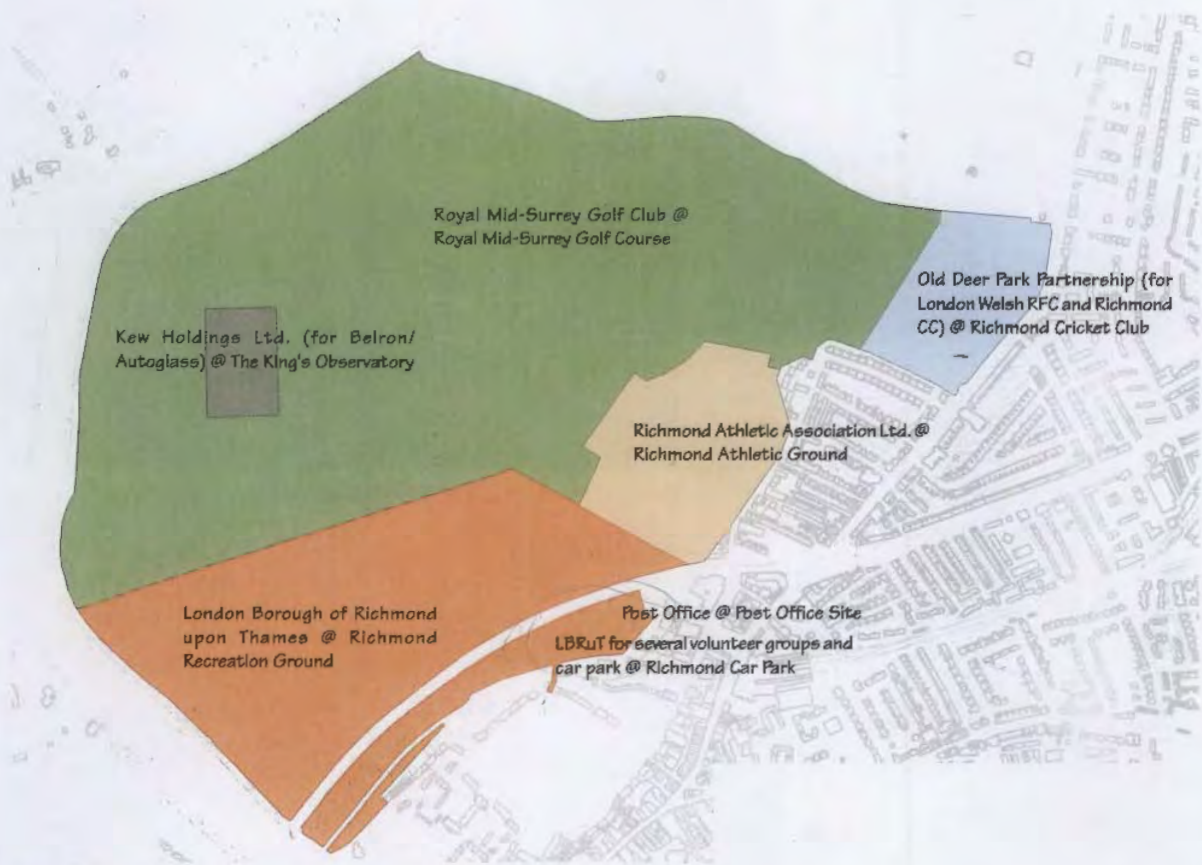 Royal Mid-Surrey Golf Club @
Royal Mid-Surrey Golf Course
Old Deer Park Partnership (for
London Welsh RFC and Richmond
CC) @ Richmond Cricket Club
Kew Holdings Ltd. (for Belron/
Autoglass) @ The King's Observatory
Richmond Athletic Association Ltd. @
Richmond Athletic Ground
London Borough of Richmond
upon Thames @ Richmond
Recreation Ground
Post Office @ Post Office Site
LBRuT for several volunteer groups and
car park @ Richmond Car Park